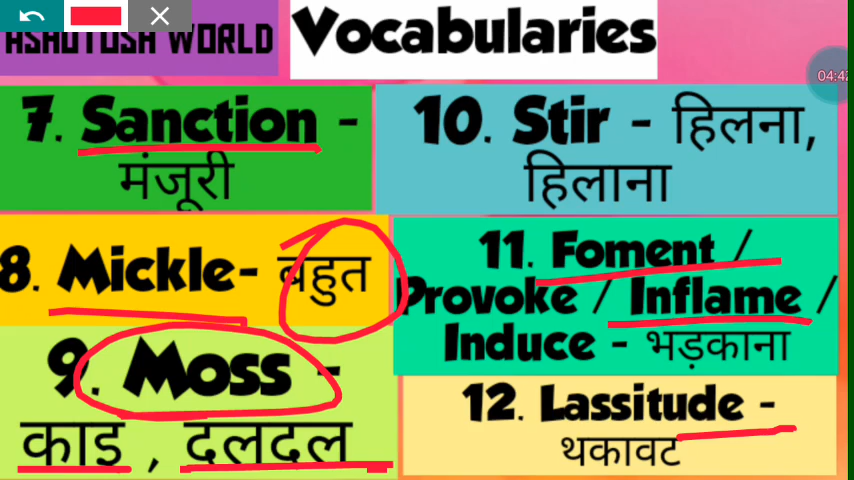 ASHUTOSH WORLD
Vocabularies
04:42
7. Sanction -
मंजूरी
8. Mickle- बहुत
9. Moss -
काइ , दलदल
10. Stir - हिलना,
हिलाना
11. Foment /
Provoke / Inflame /
Induce - भड़काना
12. Lassitude -
थकावट